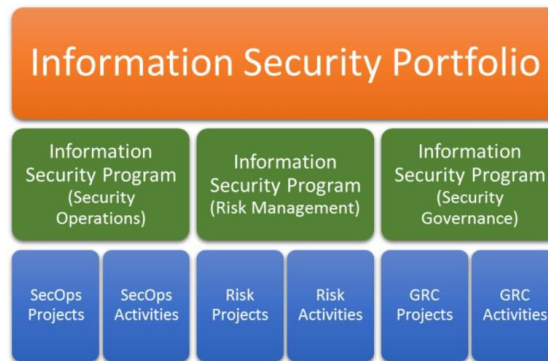 Information Security Portfolio
Information
Security Program
(Security
Operations)
Information
Security Program
(Risk Management)
Information
Security Program
(Security
Governance)
SecOps
Projects
SecOps
Activities
Risk
Projects
Risk
Activities
GRC
Projects
GRC
Activities